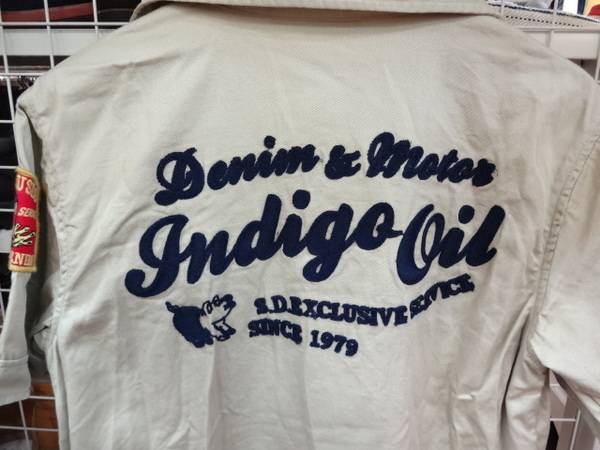 Denim & Motor
Indigo Oil
S.D.EXCLUSIVE SERVICE
SINCE 1979